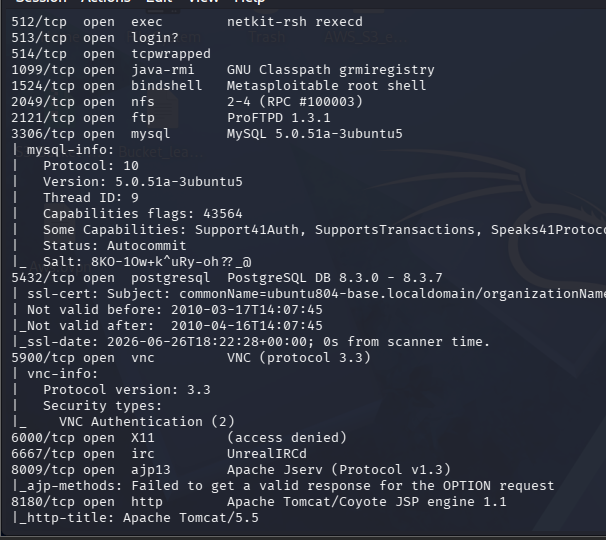 Session Actions Edit View Help
512/tcp  open  exec        netkit-rsh rexecd
513/tcp  open  login?
514/tcp  open  tcpwrapped
1099/tcp open  java-rmi    GNU Classpath grmiregistry
1524/tcp open  bindshell   Metasploitable root shell
2049/tcp open  nfs         2-4 (RPC #100003)
2121/tcp open  ftp         ProFTPD 1.3.1
3306/tcp open  mysql       MySQL 5.0.51a-3ubuntu5
| mysql-info:
|   Protocol: 10
|   Version: 5.0.51a-3ubuntu5
|   Thread ID: 9
|   Capabilities flags: 43564
|   Some Capabilities: Support41Auth, SupportsTransactions, Speaks41Protoco
|   Status: Autocommit
|_  Salt: 8KO-1Ow+k^uRy-oh??_@
5432/tcp open  postgresql  PostgreSQL DB 8.3.0 - 8.3.7
| ssl-cert: Subject: commonName=ubuntu804-base.localdomain/organizationName
| Not valid before: 2010-03-17T14:07:45
|_Not valid after:  2010-04-16T14:07:45
|_ssl-date: 2026-06-26T18:22:28+00:00; 0s from scanner time.
5900/tcp open  vnc         VNC (protocol 3.3)
| vnc-info:
|   Protocol version: 3.3
|   Security types:
|_    VNC Authentication (2)
6000/tcp open  X11         (access denied)
6667/tcp open  irc         UnrealIRCd
8009/tcp open  ajp13       Apache Jserv (Protocol v1.3)
|_ajp-methods: Failed to get a valid response for the OPTION request
8180/tcp open  http        Apache Tomcat/Coyote JSP engine 1.1
|_http-title: Apache Tomcat/5.5